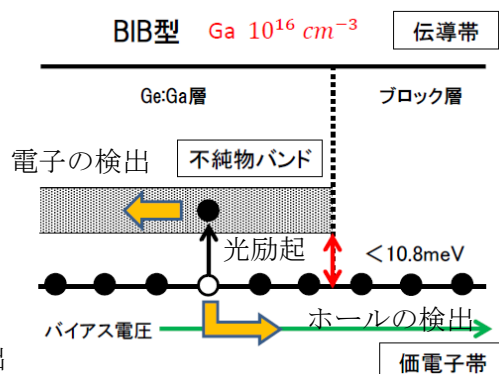 BIB型 Ga 10¹⁶ cm⁻³ 伝導帯
Ge:Ga層 ブロック層
電子の検出 不純物バンド
光励起 <10.8meV
バイアス電圧 ホールの検出
出 価電子帯